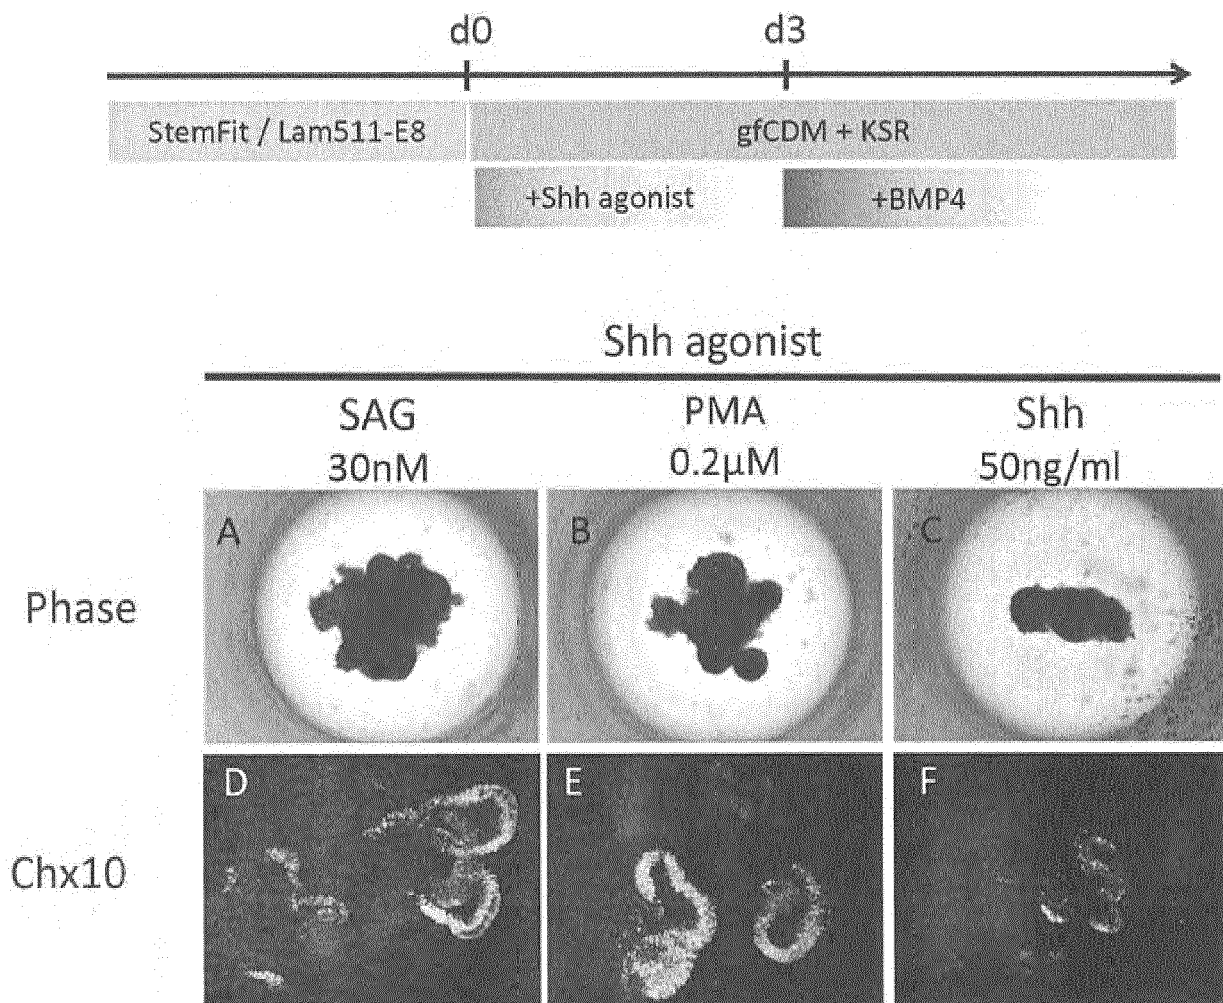 d0 d3
StemFit / Lam511-E8 gfCDM + KSR
+Shh agonist +BMP4
Shh agonist
SAG PMA Shh
30nM 0.2μM 50ng/ml
Phase A B C
Chx10 D E F